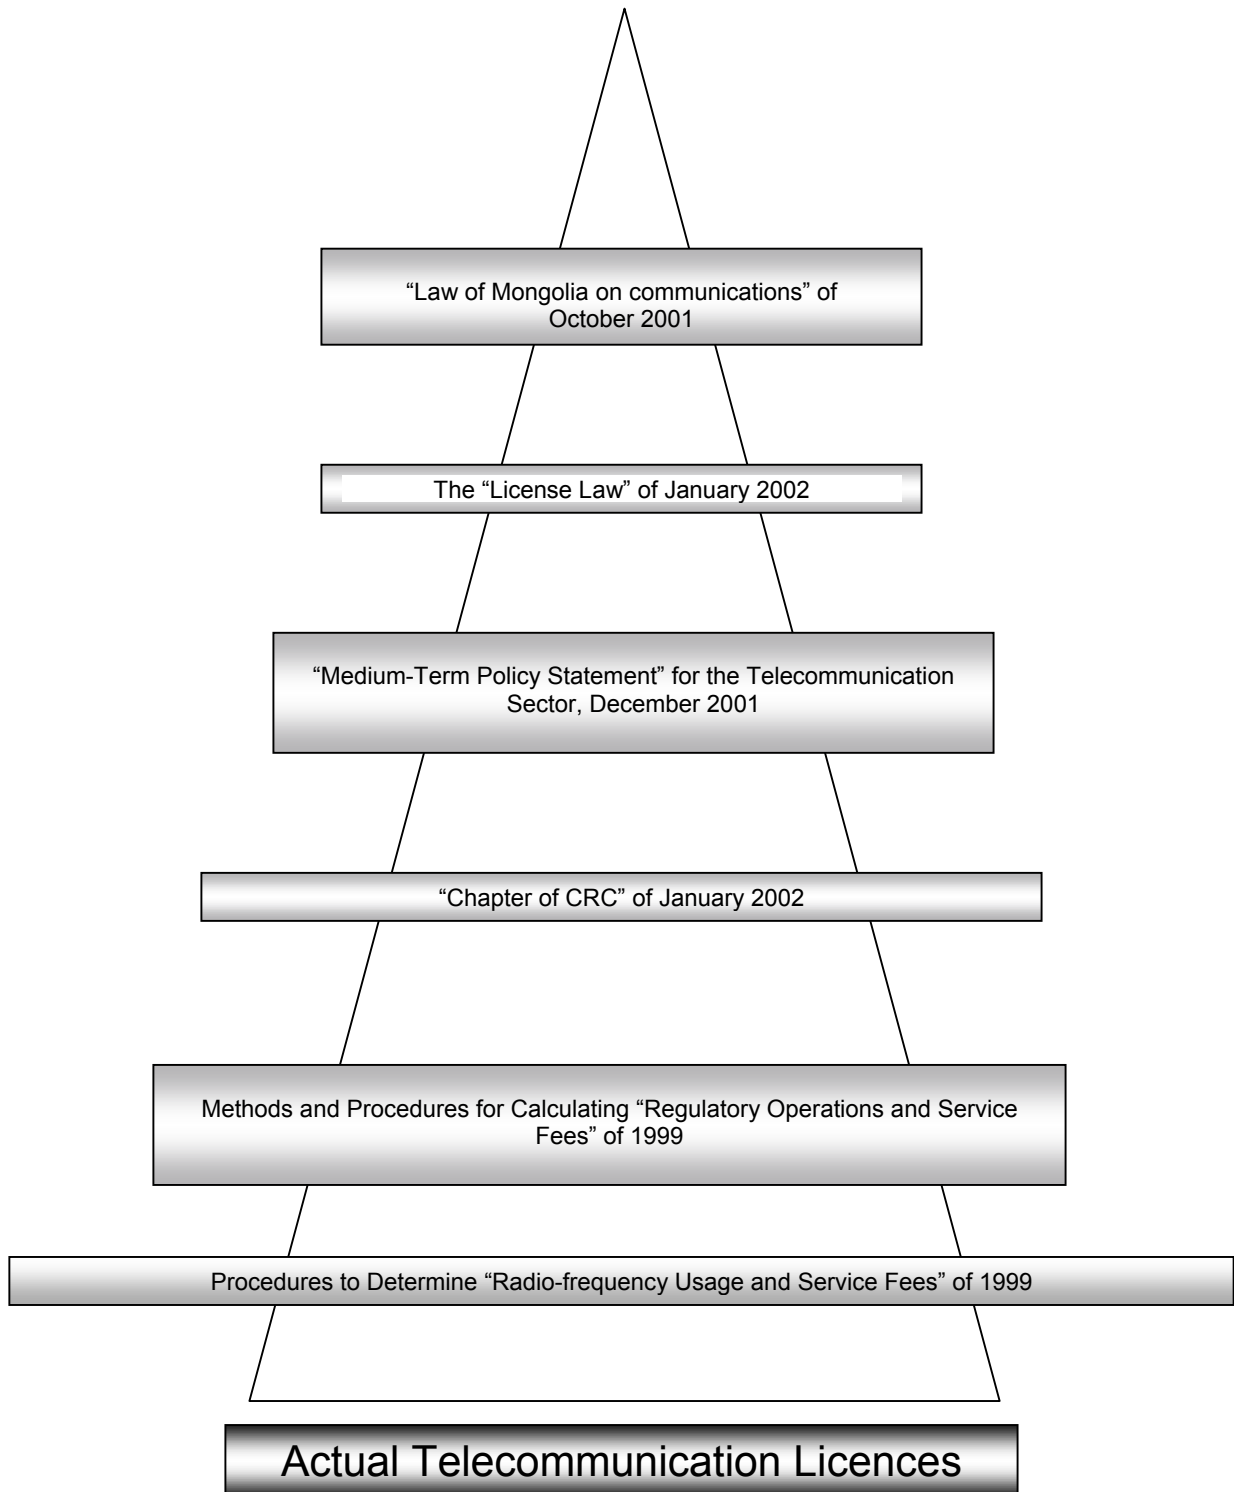 “Law of Mongolia on communications” of
October 2001
The “License Law” of January 2002
“Medium-Term Policy Statement” for the Telecommunication
Sector, December 2001
“Chapter of CRC” of January 2002
Methods and Procedures for Calculating “Regulatory Operations and Service
Fees” of 1999
Procedures to Determine “Radio-frequency Usage and Service Fees” of 1999
Actual Telecommunication Licences